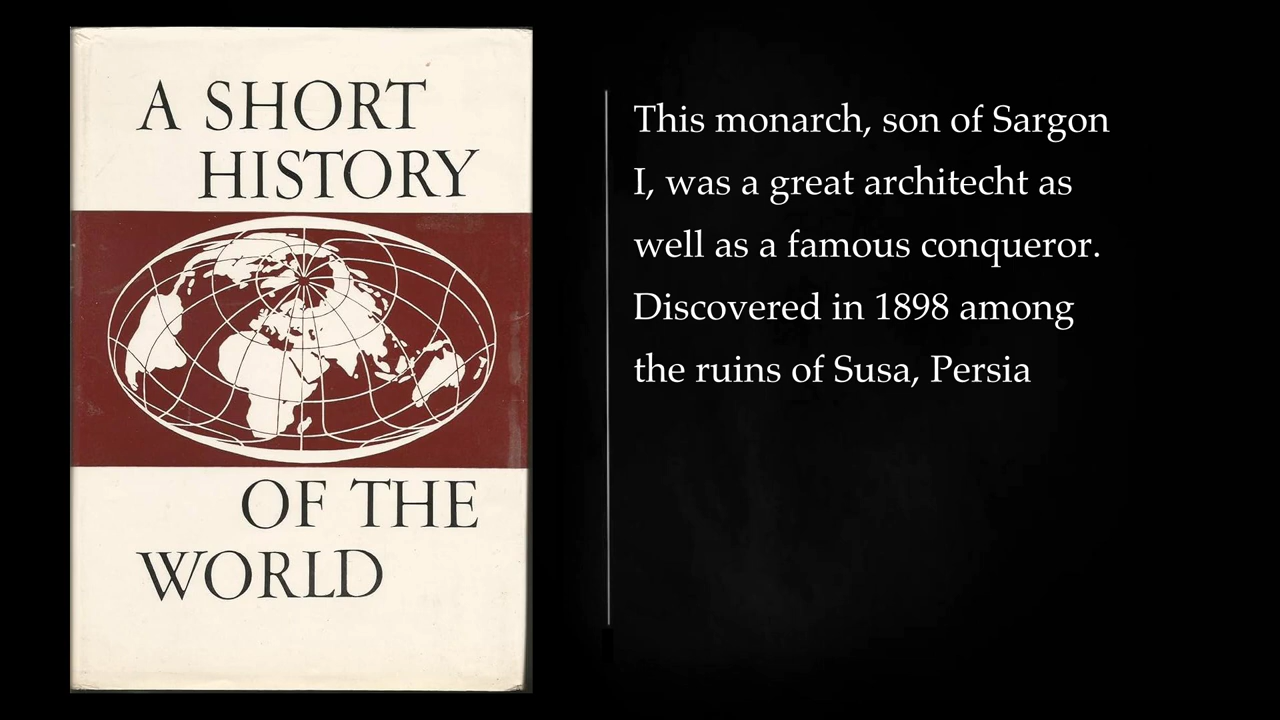 A SHORT
HISTORY
OF THE
WORLD
This monarch, son of Sargon
I, was a great architecht as
well as a famous conqueror.
Discovered in 1898 among
the ruins of Susa, Persia